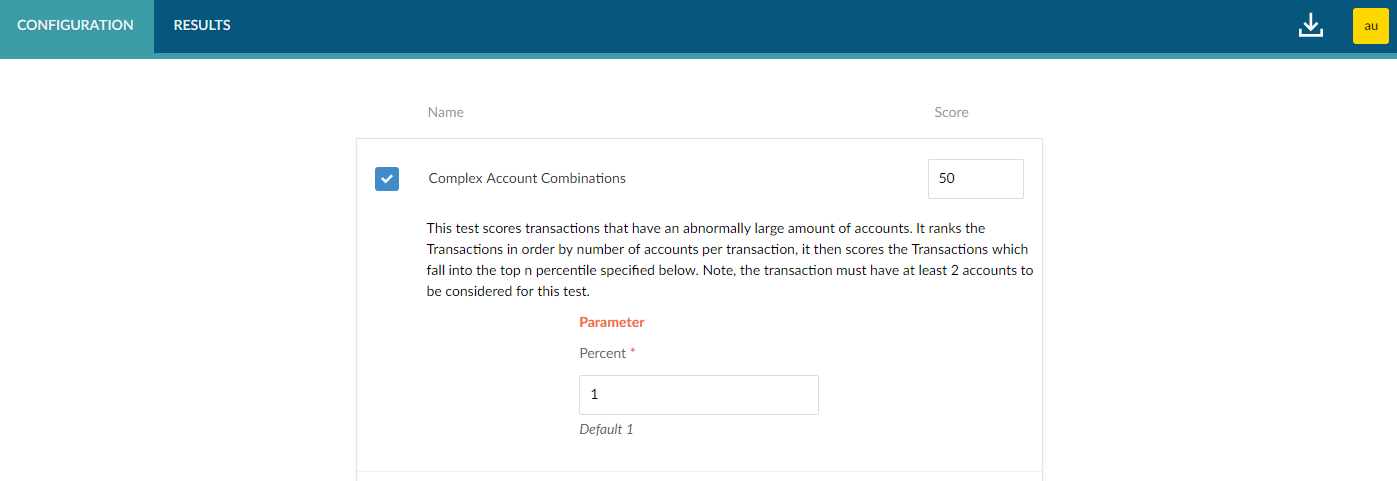 CONFIGURATION RESULTS au
Name Score
Complex Account Combinations 50
This test scores transactions that have an abnormally large amount of accounts. It ranks the
Transactions in order by number of accounts per transaction, it then scores the Transactions which
fall into the top n percentile specified below. Note, the transaction must have at least 2 accounts to
be considered for this test.
Parameter
Percent *
1
Default 1